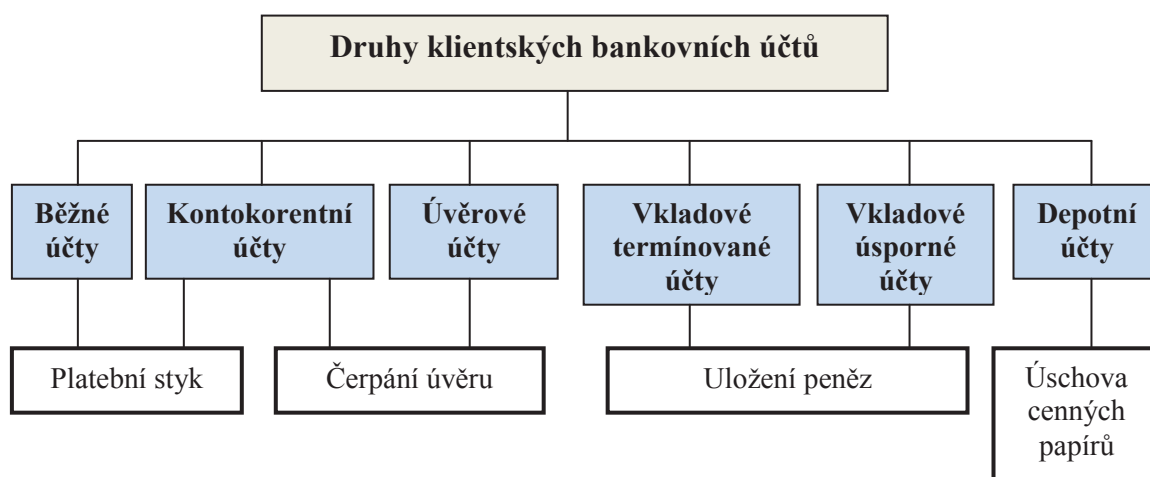 Druhy klientských bankovních účtů
Běžné
účty
Kontokorentní
účty
Úvěrové
účty
Vkladové
termínované
účty
Vkladové
úsporné
účty
Depotní
účty
Platební styk
Čerpání úvěru
Uložení peněz
Úschova
cenných
papírů